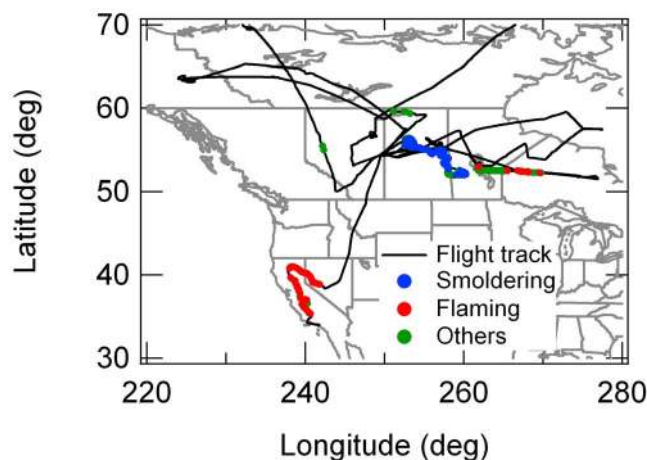 70
60
50
40
30
Latitude (deg)
Flight track
Smoldering
Flaming
Others
220
240
260
280
Longitude (deg)